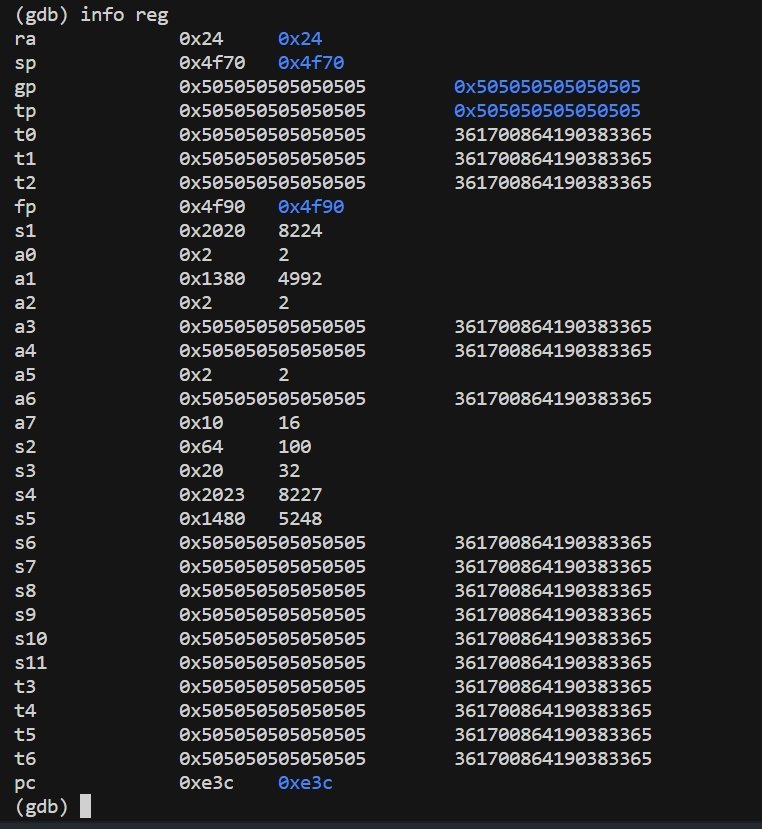 (gdb) info reg
ra 0x24 0x24
sp 0x4f70 0x4f70
gp 0x505050505050505 0x505050505050505
tp 0x505050505050505 0x505050505050505
t0 0x505050505050505 361700864190383365
t1 0x505050505050505 361700864190383365
t2 0x505050505050505 361700864190383365
fp 0x4f90 0x4f90
s1 0x2020 8224
a0 0x2 2
a1 0x1380 4992
a2 0x2 2
a3 0x505050505050505 361700864190383365
a4 0x505050505050505 361700864190383365
a5 0x2 2
a6 0x505050505050505 361700864190383365
a7 0x10 16
s2 0x64 100
s3 0x20 32
s4 0x2023 8227
s5 0x1480 5248
s6 0x505050505050505 361700864190383365
s7 0x505050505050505 361700864190383365
s8 0x505050505050505 361700864190383365
s9 0x505050505050505 361700864190383365
s10 0x505050505050505 361700864190383365
s11 0x505050505050505 361700864190383365
t3 0x505050505050505 361700864190383365
t4 0x505050505050505 361700864190383365
t5 0x505050505050505 361700864190383365
t6 0x505050505050505 361700864190383365
pc 0xe3c 0xe3c
(gdb)